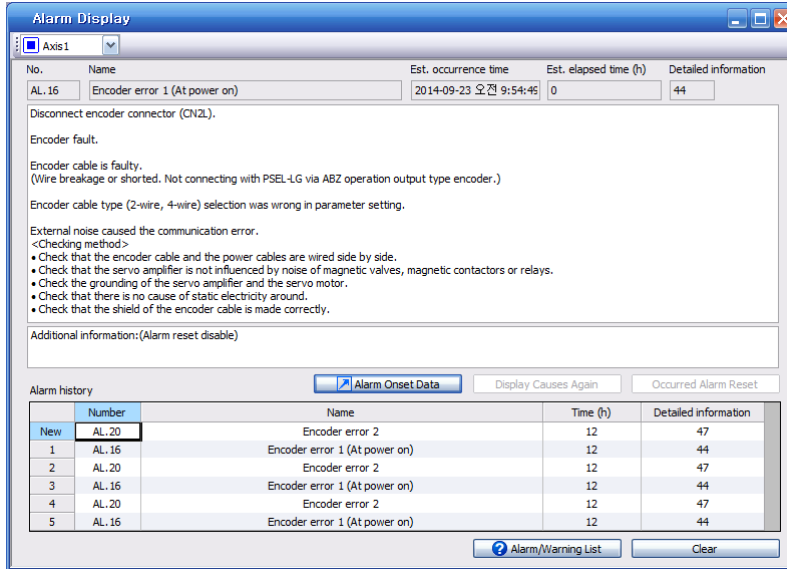 Alarm Display
Axis1
No. Name Est. occurrence time Est. elapsed time (h) Detailed information
AL.16 Encoder error 1 (At power on) 2014-09-23 오전 9:54:49 0 44
Disconnect encoder connector (CN2L).
Encoder fault.
Encoder cable is faulty.
(Wire breakage or shorted. Not connecting with PSEL-LG via ABZ operation output type encoder.)
Encoder cable type (2-wire, 4-wire) selection was wrong in parameter setting.
External noise caused the communication error.
<Checking method>
• Check that the encoder cable and the power cables are wired side by side.
• Check that the servo amplifier is not influenced by noise of magnetic valves, magnetic contactors or relays.
• Check the grounding of the servo amplifier and the servo motor.
• Check that there is no cause of static electricity around.
• Check that the shield of the encoder cable is made correctly.
Additional information:(Alarm reset disable)
Alarm history Alarm Onset Data Display Causes Again Occurred Alarm Reset
Number Name Time (h) Detailed information
New AL.20 Encoder error 2 12 47
1 AL.16 Encoder error 1 (At power on) 12 44
2 AL.20 Encoder error 2 12 47
3 AL.16 Encoder error 1 (At power on) 12 44
4 AL.20 Encoder error 2 12 47
5 AL.16 Encoder error 1 (At power on) 12 44
Alarm/Warning List Clear